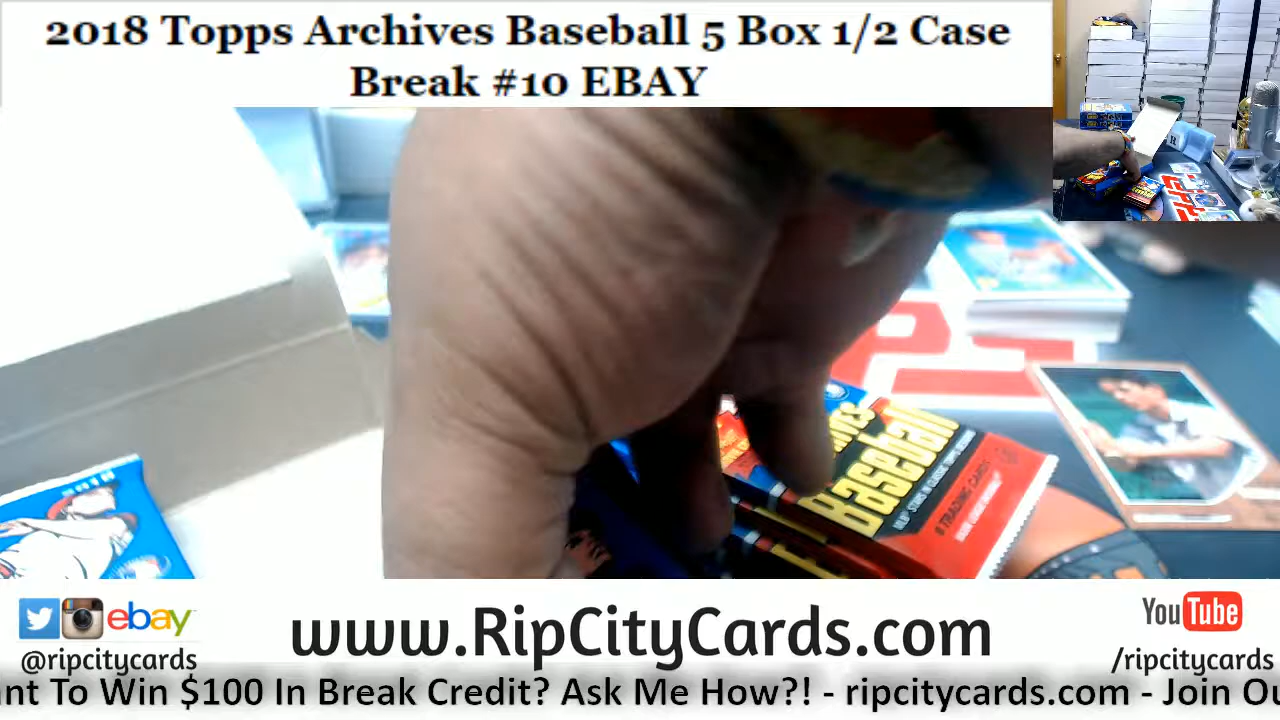 2018 Topps Archives Baseball 5 Box 1/2 Case
Break #10 EBAY
Baseball
8 TRADING CARDS
ebay
@ripcitycards
www.RipCityCards.com
YouTube
/ripcitycards
nt To Win $100 In Break Credit? Ask Me How?! - ripcitycards.com - Join Ou